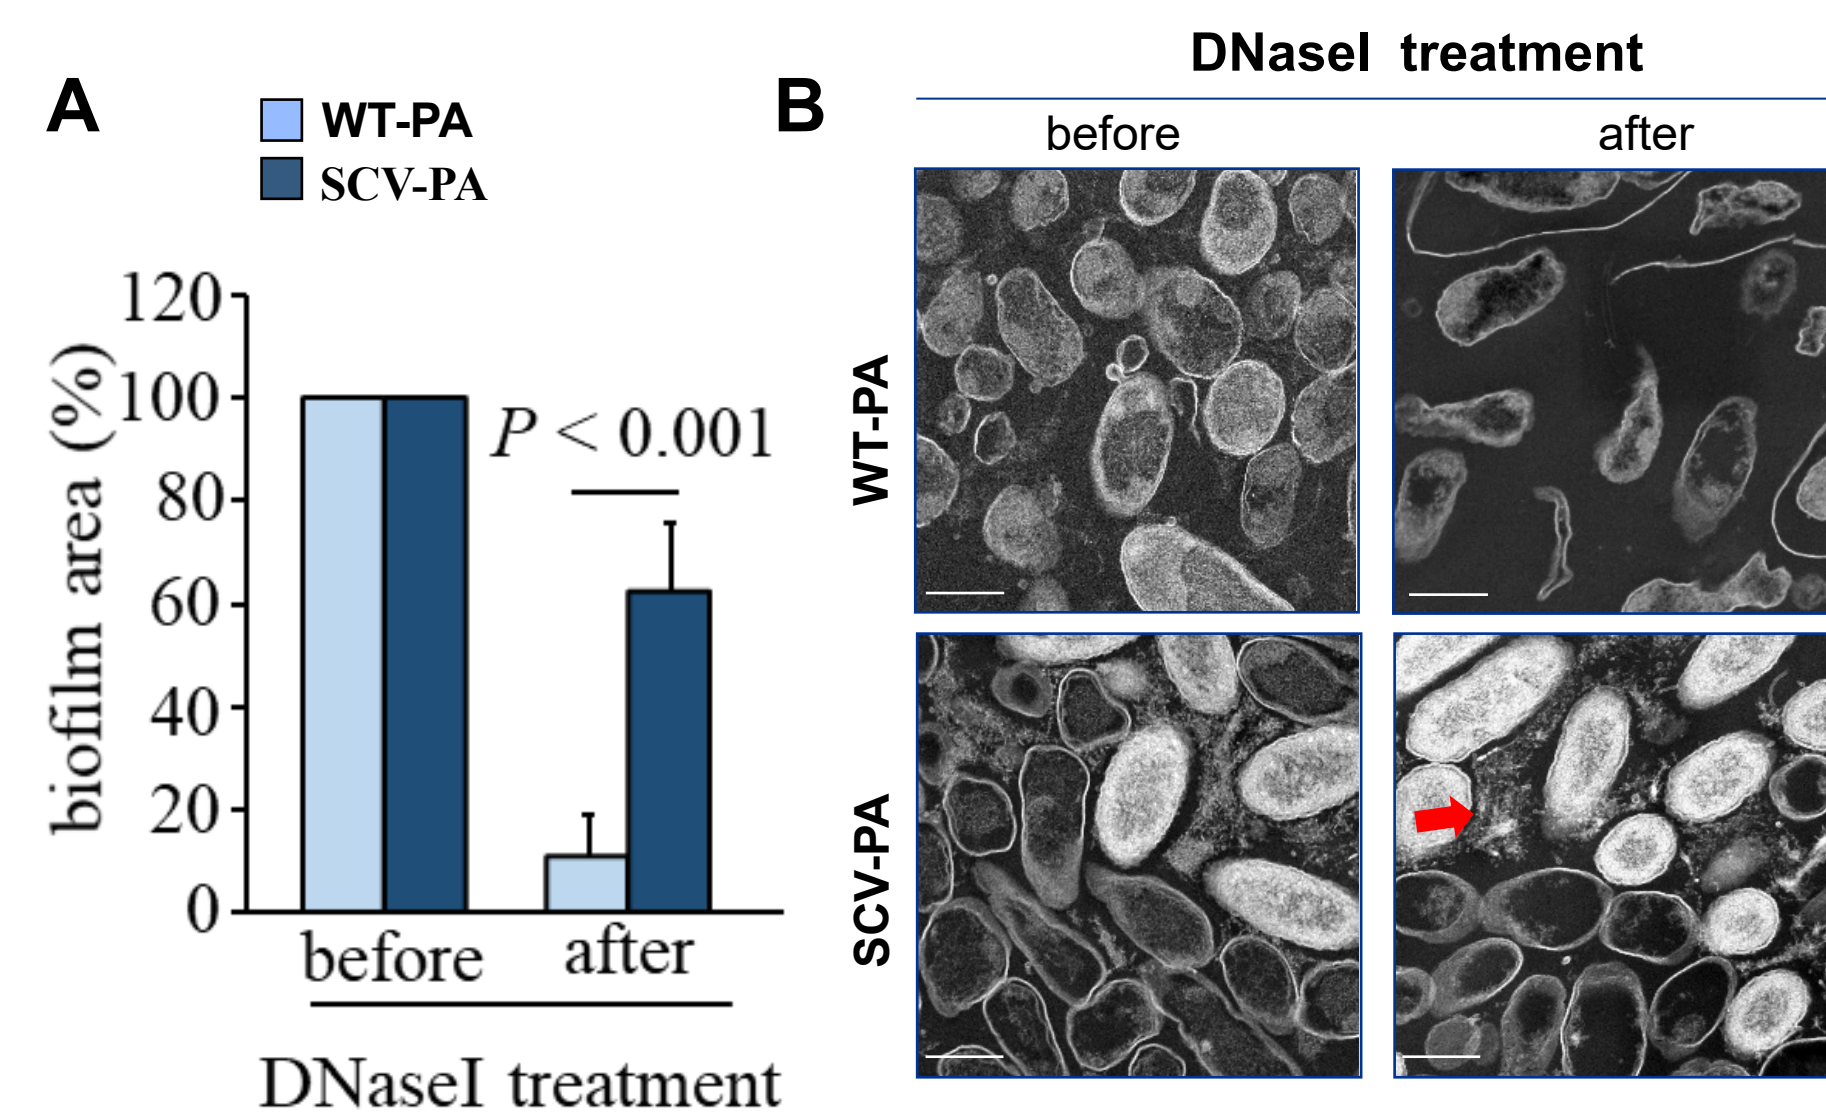 A
WT-PA
SCV-PA
120
100
80
60
40
20
0
biofilm area (%)
P < 0.001
before
after
DNaseI treatment
B
DNaseI treatment
before
after
WT-PA
SCV-PA